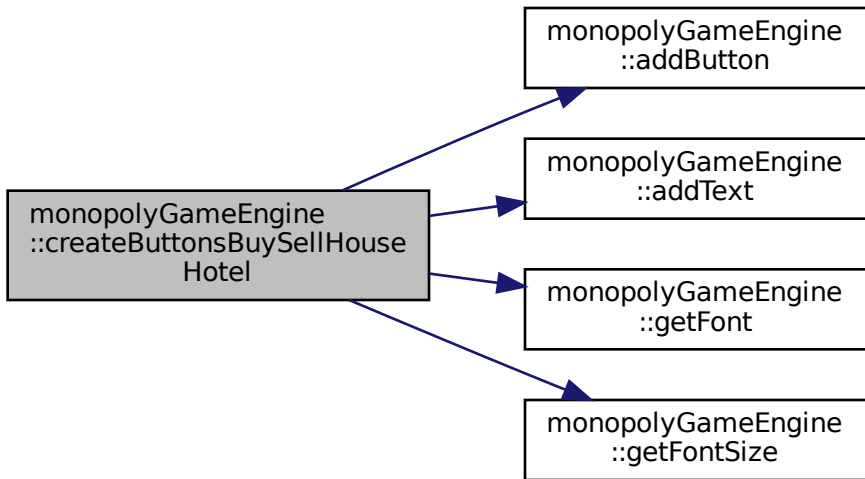 monopolyGameEngine
::createButtonsBuySellHouse
Hotel
monopolyGameEngine
::addButton
monopolyGameEngine
::addText
monopolyGameEngine
::getFont
monopolyGameEngine
::getFontSize